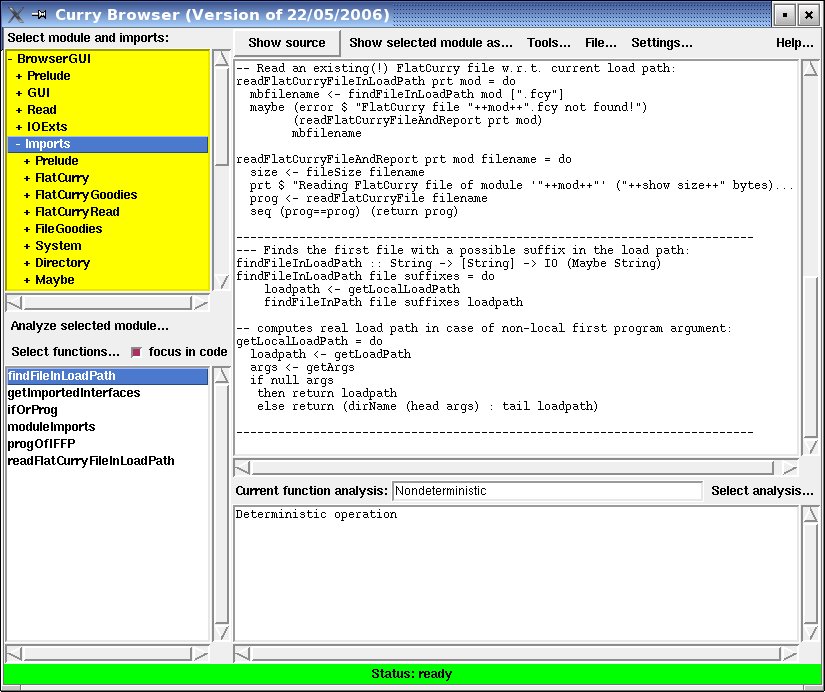 Curry Browser (Version of 22/05/2006)
Select module and imports:
- BrowserGUI
+ Prelude
+ GUI
+ Read
+ IOExts
- Imports
+ Prelude
+ FlatCurry
+ FlatCurryGoodies
+ FlatCurryRead
+ FileGoodies
+ System
+ Directory
+ Maybe
Analyze selected module...
Select functions... focus in code
findFileInLoadPath
getImportedInterfaces
ifOrProg
moduleImports
progOfIFFP
readFlatCurryFileInLoadPath
Show source Show selected module as... Tools... File... Settings... Help...
-- Read an existing(!) FlatCurry file w.r.t. current load path:
readFlatCurryFileInLoadPath prt mod = do
  mbfilename <- findFileInLoadPath mod [".fcy"]
  maybe (error $ "FlatCurry file "++mod++".fcy not found!")
        (readFlatCurryFileAndReport prt mod)
        mbfilename
readFlatCurryFileAndReport prt mod filename = do
  size <- fileSize filename
  prt $ "Reading FlatCurry file of module '"++mod++"' ("++show size++" bytes)...
  prog <- readFlatCurryFile filename
  seq (prog==prog) (return prog)
------------------------------------------------------------------------
--- Finds the first file with a possible suffix in the load path:
findFileInLoadPath :: String -> [String] -> IO (Maybe String)
findFileInLoadPath file suffixes = do
    loadpath <- getLocalLoadPath
    findFileInPath file suffixes loadpath
-- computes real load path in case of non-local first program argument:
getLocalLoadPath = do
  loadpath <- getLoadPath
  args <- getArgs
  if null args
   then return loadpath
   else return (dirName (head args) : tail loadpath)
------------------------------------------------------------------------
Current function analysis: Nondeterministic Select analysis...
Deterministic operation
Status: ready